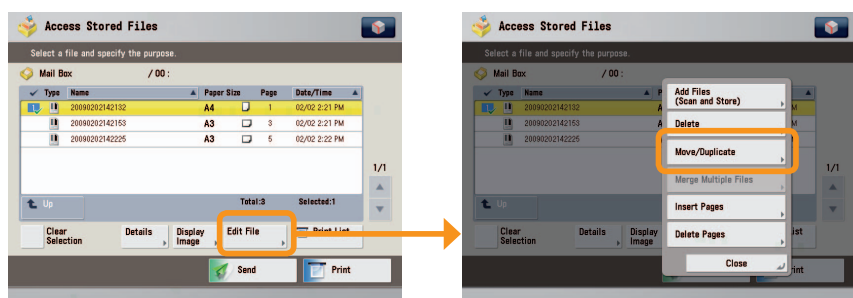 Access Stored Files
Select a file and specify the purpose.
Mail Box / 00 :
Type Name Paper Size Page Date/Time
1 20090202142132 A4 1 02/02 2:21 PM
20090202142153 A3 3 02/02 2:21 PM
20090202142225 A3 5 02/02 2:22 PM
1/1
Up Total:3 Selected:1
Clear Selection
Details
Display Image
Edit File
Print List
Send
Print
Access Stored Files
Select a file and specify the purpose.
Mail Box / 00 :
Type Name P
1 20090202142132 A M
20090202142153 A M
20090202142225 A M
1/1
Up
Clear Selection
Details
Display Image
ist
rint
Add Files
(Scan and Store)
Delete
Move/Duplicate
Merge Multiple Files
Insert Pages
Delete Pages
Close